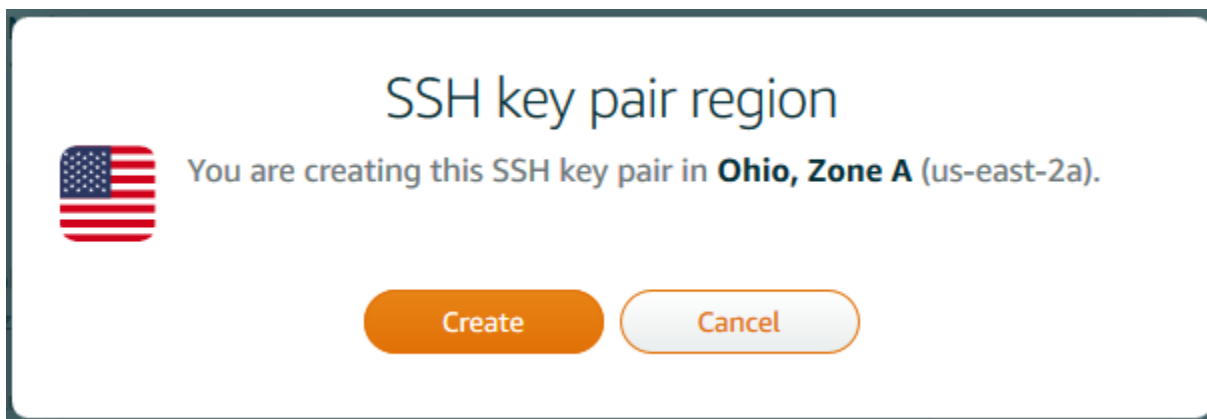 SSH key pair region
You are creating this SSH key pair in Ohio, Zone A (us-east-2a).
Create
Cancel